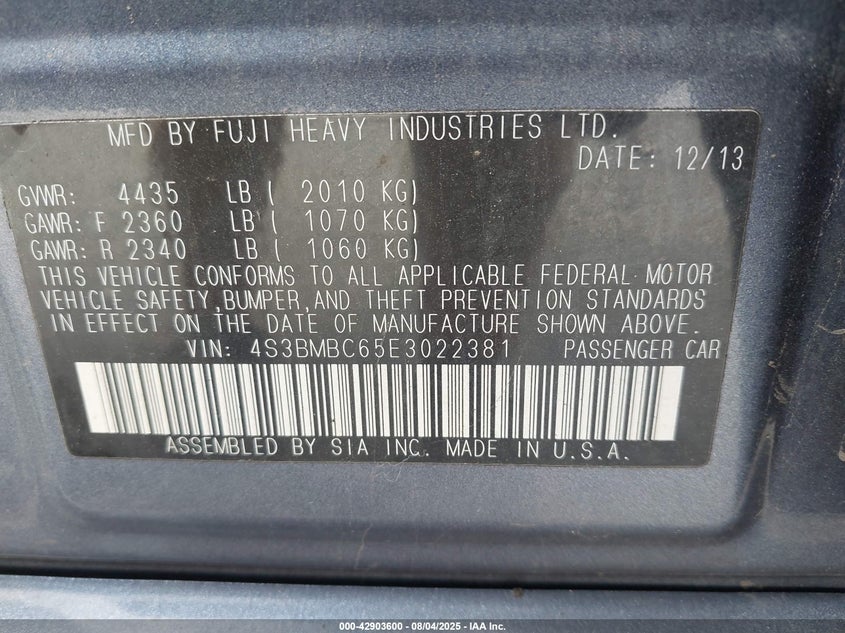 MFD BY FUJI HEAVY INDUSTRIES LTD.
DATE: 12/13
GVWR: 4435 LB ( 2010 KG)
GAWR: F 2360 LB ( 1070 KG)
GAWR: R 2340 LB ( 1060 KG)
THIS VEHICLE CONFORMS TO ALL APPLICABLE FEDERAL MOTOR
VEHICLE SAFETY,BUMPER,AND THEFT PREVENTION STANDARDS
IN EFFECT ON THE DATE OF MANUFACTURE SHOWN ABOVE.
VIN: 4S3BMBC65E3022381 PASSENGER CAR
ASSEMBLED BY SIA INC. MADE IN U.S.A.
000-42903600 - 08/04/2025 - IAA Inc.